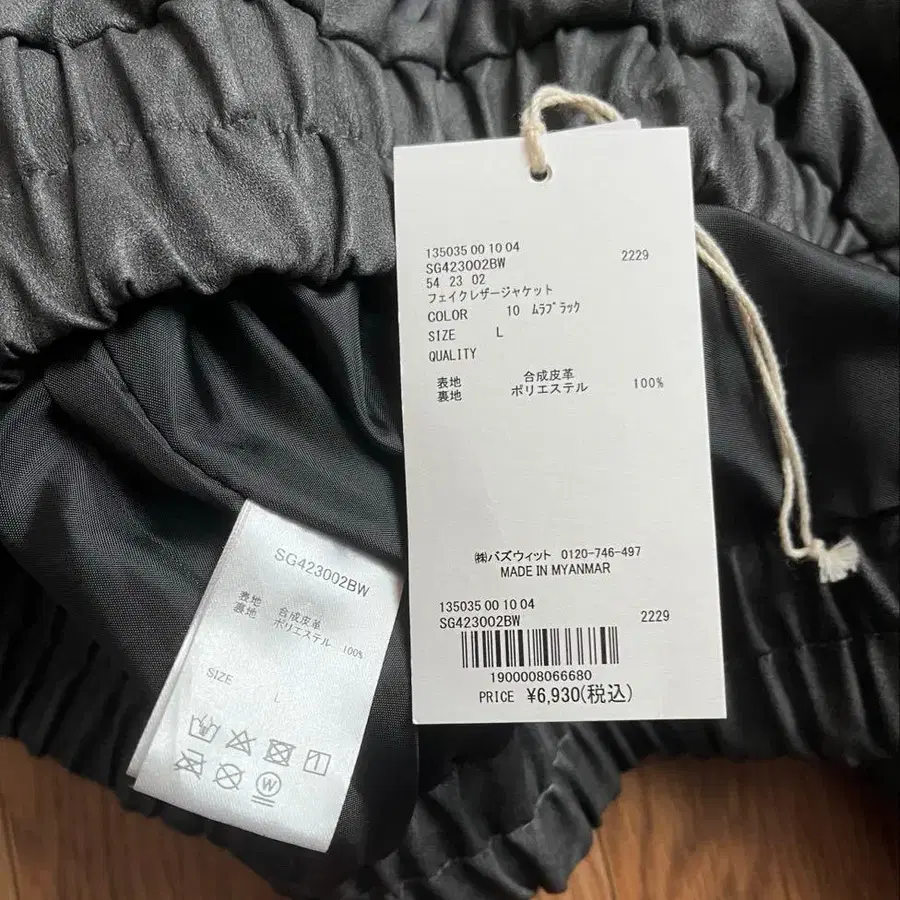 135035 00 10 04
SG423002BW 2229
54 23 02
フェイクレザージャケット
COLOR 10 ムラブラック
SIZE L
QUALITY
表地 合成皮革
裏地 ポリエステル 100%
㈱バズウィット 0120-746-497
MADE IN MYANMAR
135035 00 10 04
SG423002BW 2229
1900008066680
PRICE ¥6,930(税込)
SG423002BW
表地 合成皮革
裏地 ポリエステル 100%
SIZE L
W